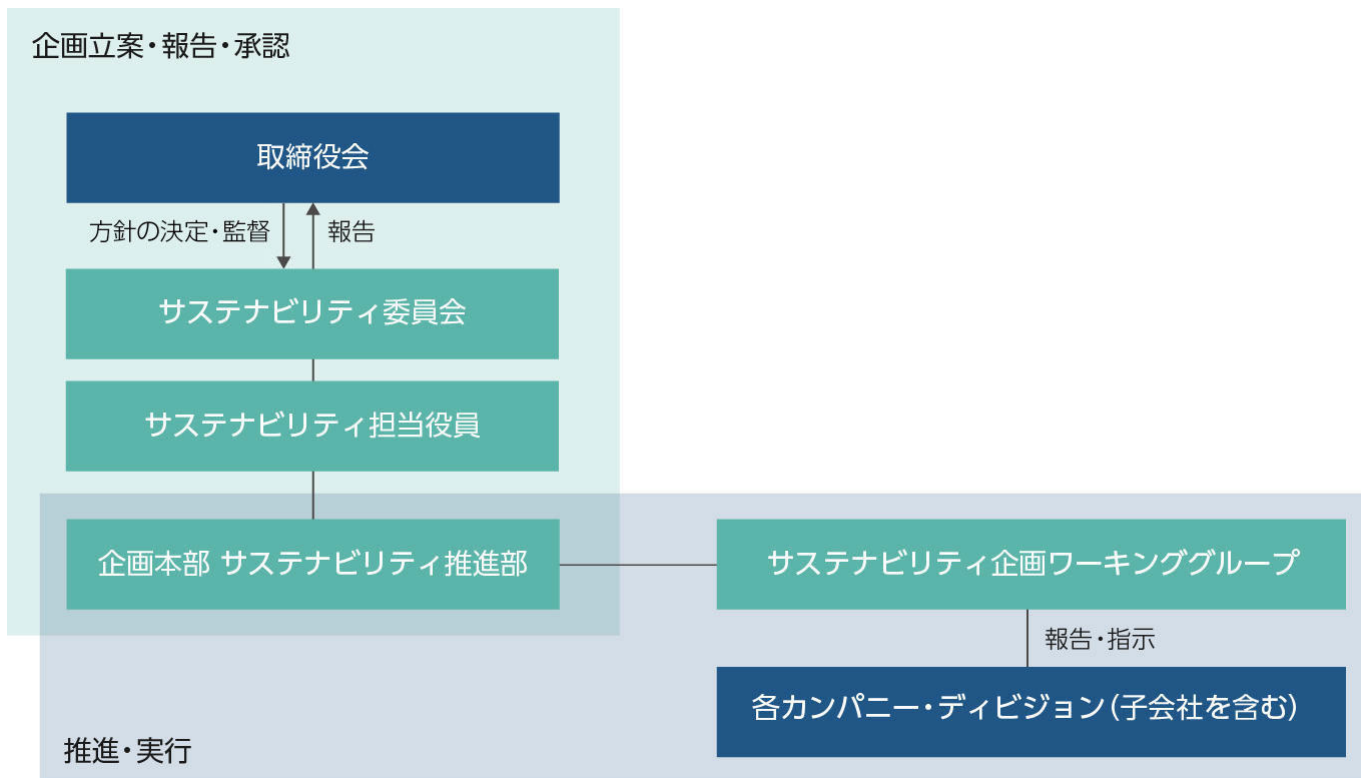 企画立案・報告・承認
取締役会
方針の決定・監督
報告
サステナビリティ委員会
サステナビリティ担当役員
企画本部 サステナビリティ推進部
サステナビリティ企画ワーキンググループ
報告・指示
各カンパニー・ディビジョン(子会社を含む)
推進・実行